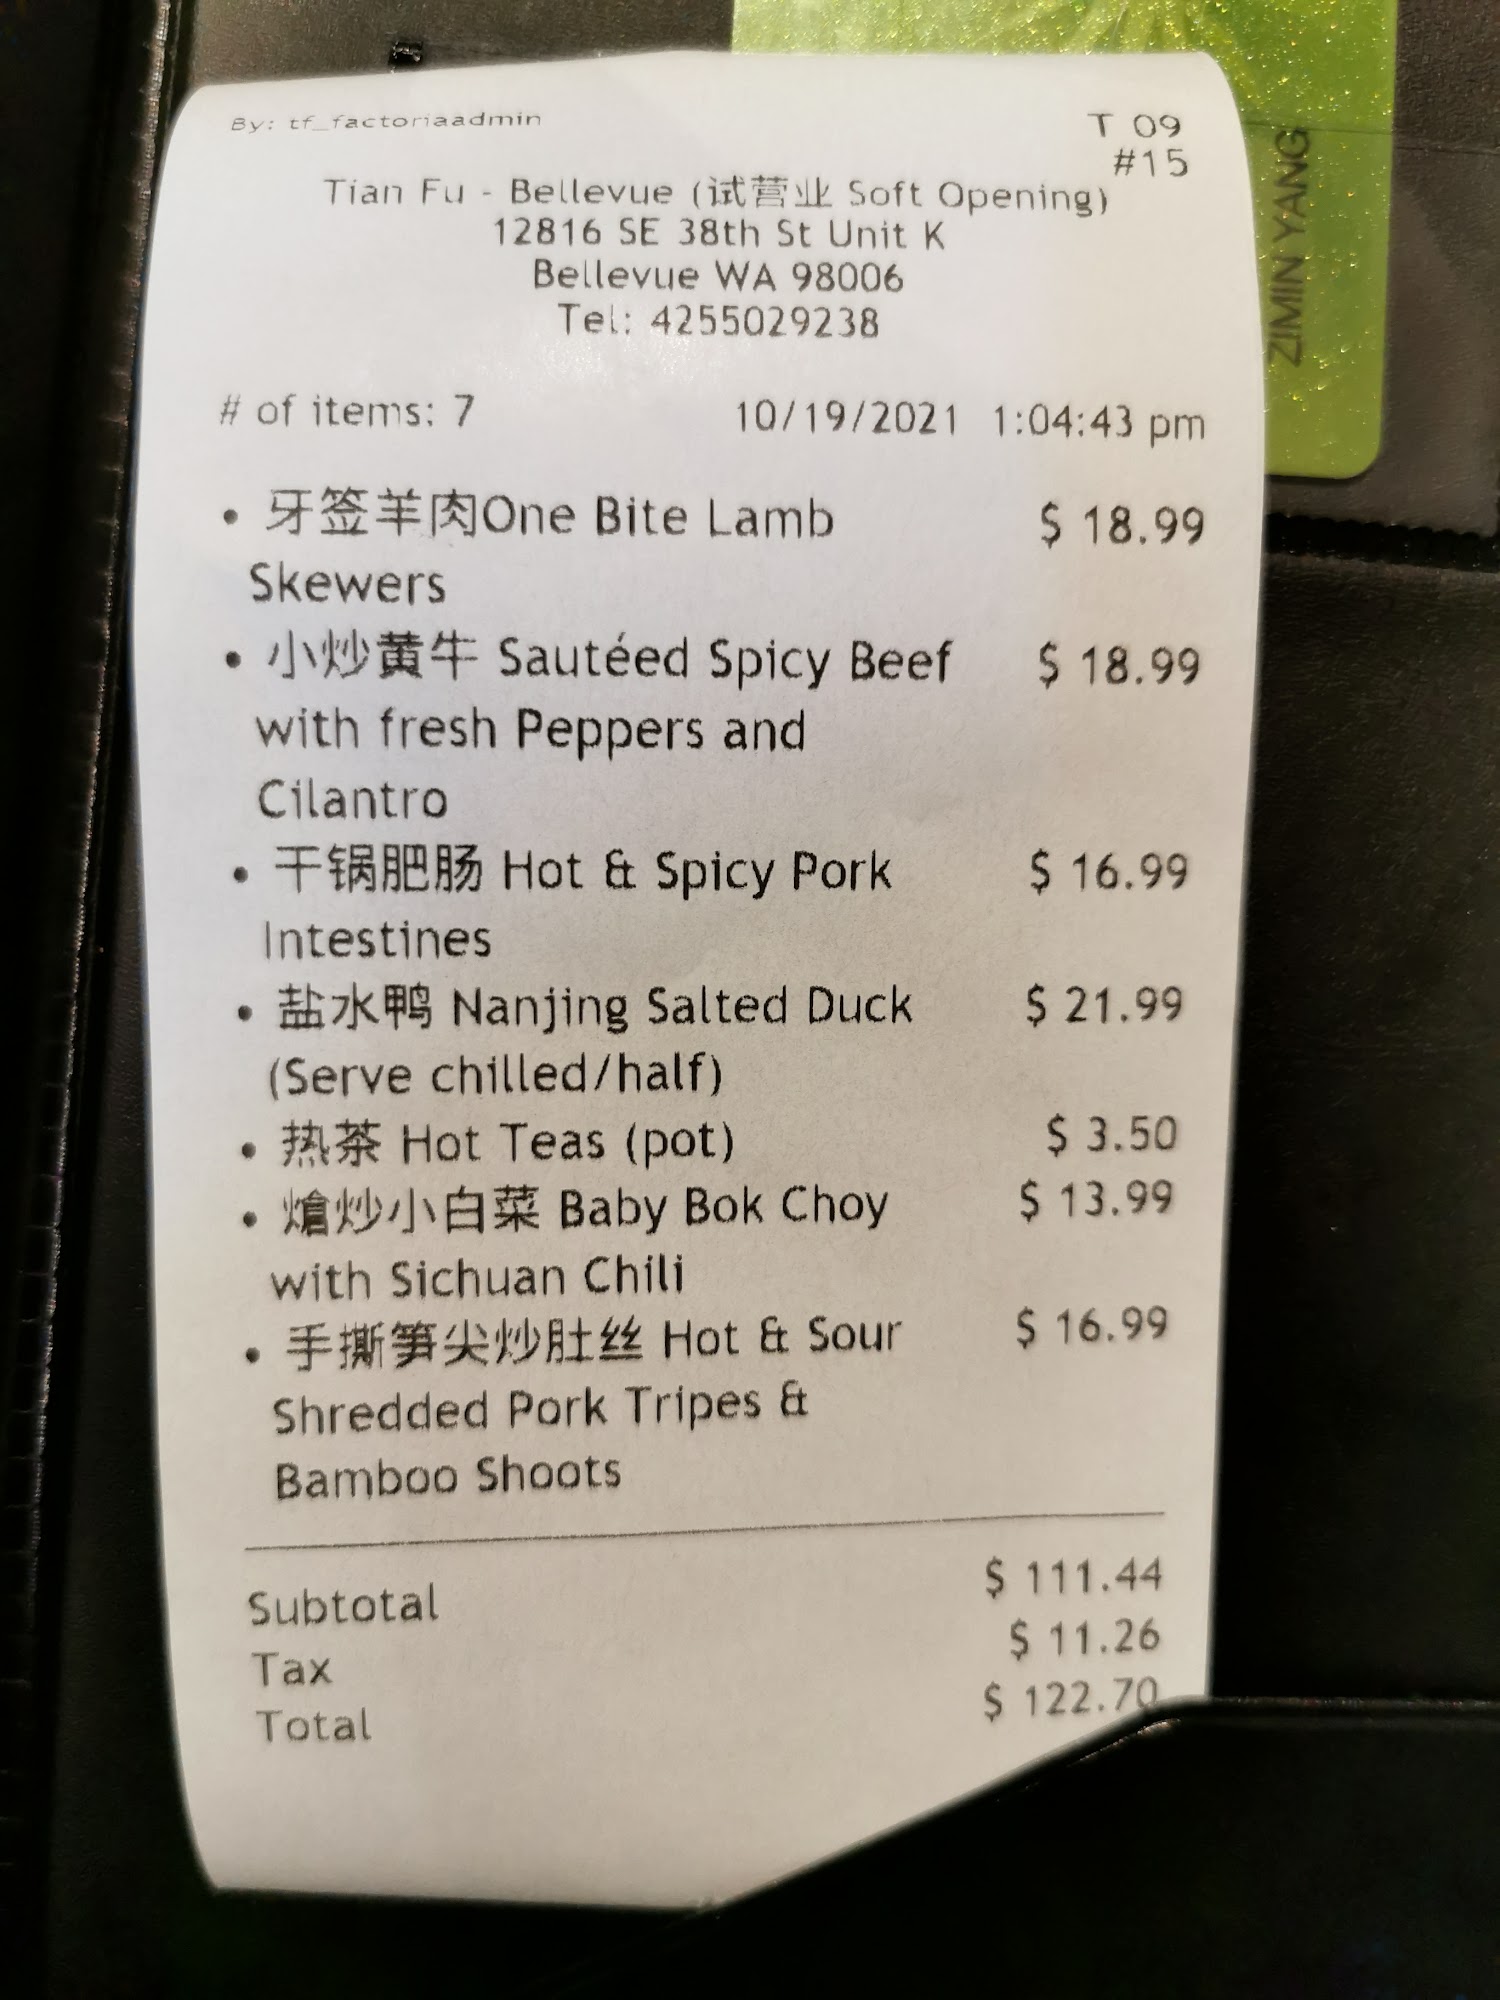 By: tf_factoriaadmin
T 09
#15
Tian Fu - Bellevue (试营业 Soft Opening)
12816 SE 38th St Unit K
Bellevue WA 98006
Tel: 4255029238
# of items: 7 10/19/2021 1:04:43 pm
• 牙签羊肉One Bite Lamb $ 18.99
Skewers
• 小炒黄牛 Sautéed Spicy Beef $ 18.99
with fresh Peppers and
Cilantro
• 干锅肥肠 Hot & Spicy Pork $ 16.99
Intestines
• 盐水鸭 Nanjing Salted Duck $ 21.99
(Serve chilled/half)
• 热茶 Hot Teas (pot) $ 3.50
• 熗炒小白菜 Baby Bok Choy $ 13.99
with Sichuan Chili
• 手撕笋尖炒肚丝 Hot & Sour $ 16.99
Shredded Pork Tripes &
Bamboo Shoots
Subtotal $ 111.44
Tax $ 11.26
Total $ 122.70
ZIMIN YANG